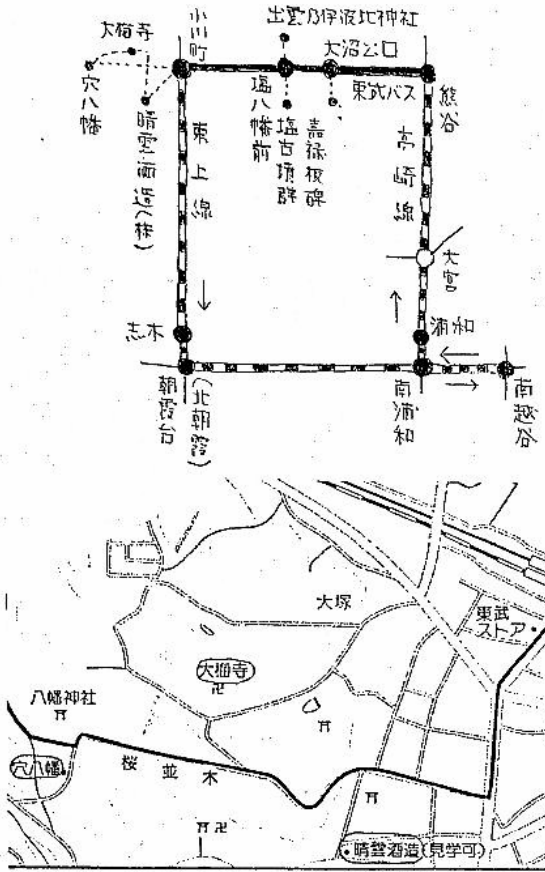 出雲乃伊波比神社
小川町
大梅寺
大沼公口
穴八幡
晴雲酒造(株)
塩八幡前
塩古墳群
嘉禄板碑
東武バス
熊谷
東上線
高崎線
大宮
志木
浦和
朝霞台
(北朝霞)
南浦和
南越谷
大塚
東武
ストア
大梅寺
八幡神社
穴八幡
桜並木
晴雲酒造(見学可)